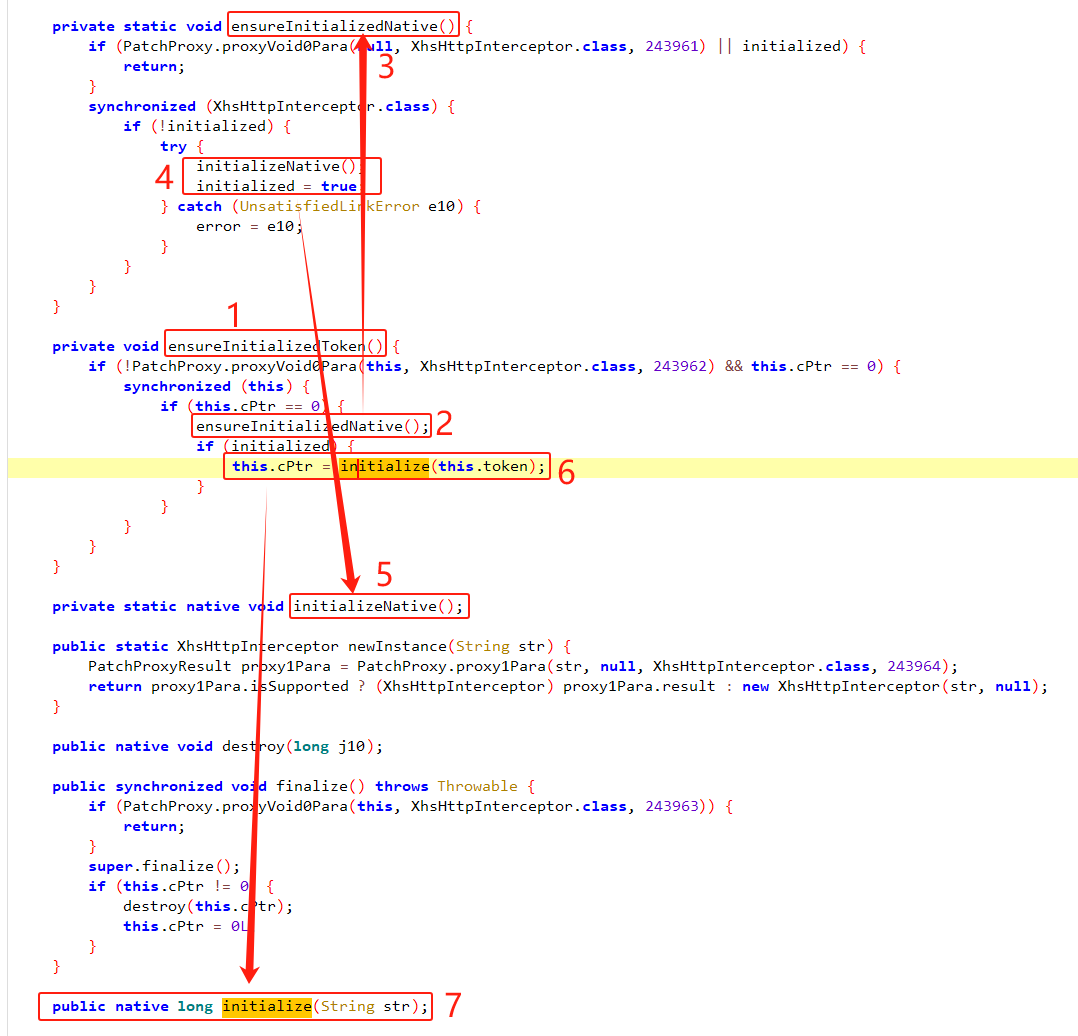 private static void ensureInitializedNative() {
if (PatchProxy.proxyVoid0Para(null, XhsHttpInterceptor.class, 243961) || initialized) {
return;
3
}
synchronized (XhsHttpInterceptor.class) {
if (!initialized) {
try {
4
initializeNative();
initialized = true
} catch (UnsatisfiedLinkError e10) {
error = e10;
}
}
}
}
1
private void ensureInitializedToken() {
if (!PatchProxy.proxyVoid0Para(this, XhsHttpInterceptor.class, 243962) && this.cPtr == 0) {
synchronized (this) {
if (this.cPtr == 0) {
ensureInitializedNative();
2
if (initialized) {
this.cPtr = initialize(this.token);
6
}
}
}
}
}
5
private static native void initializeNative();
public static XhsHttpInterceptor newInstance(String str) {
PatchProxyResult proxy1Para = PatchProxy.proxy1Para(str, null, XhsHttpInterceptor.class, 243964);
return proxy1Para.isSupported ? (XhsHttpInterceptor) proxy1Para.result : new XhsHttpInterceptor(str, null);
}
public native void destroy(long j10);
public synchronized void finalize() throws Throwable {
if (PatchProxy.proxyVoid0Para(this, XhsHttpInterceptor.class, 243963)) {
return;
}
super.finalize();
if (this.cPtr != 0) {
destroy(this.cPtr);
this.cPtr = 0L
}
}
public native long initialize(String str);
7